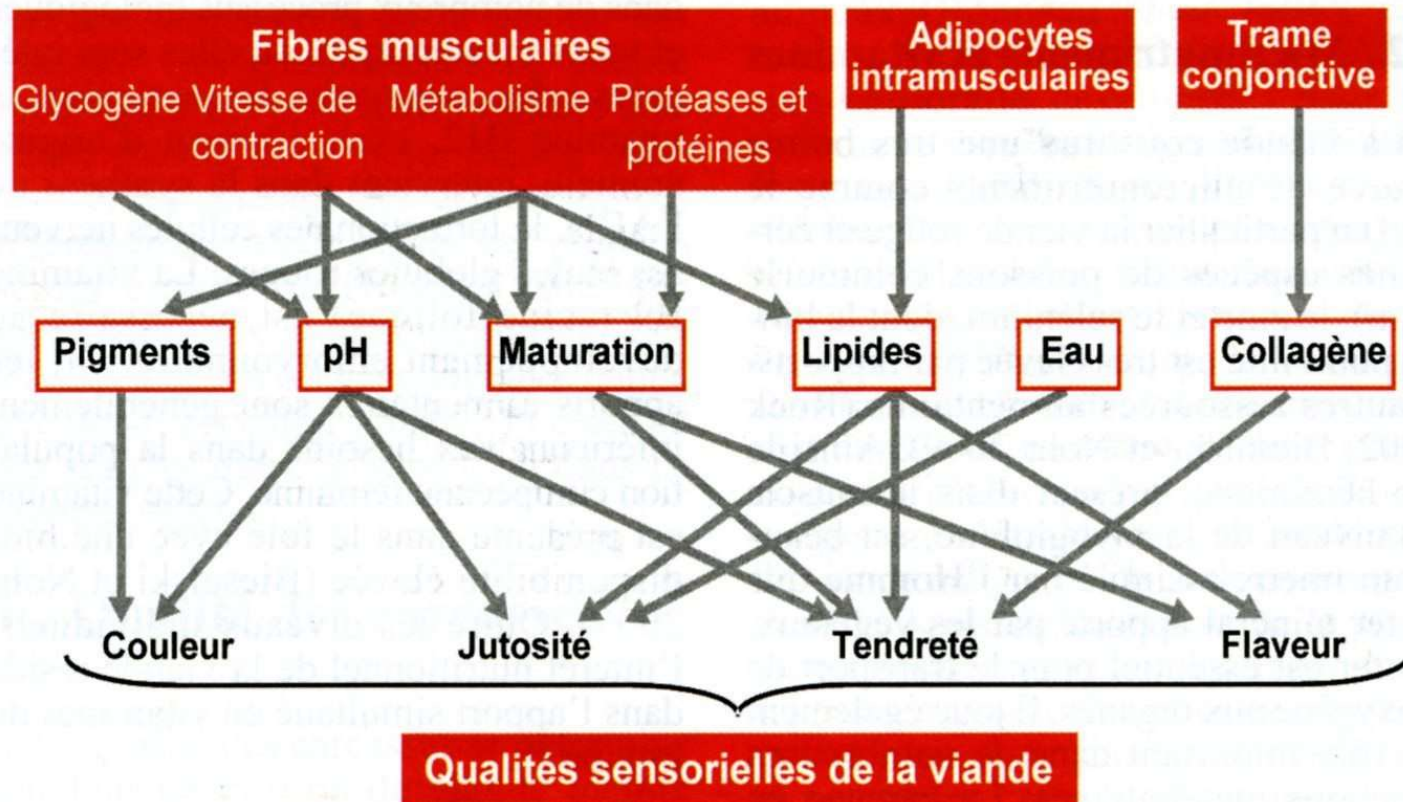 Fibres musculaires
Glycogène Vitesse de contraction Métabolisme Protéases et protéines
Adipocytes
intramusculaires
Trame
conjonctive
Pigments pH Maturation Lipides Eau Collagène
Couleur Jutosité Tendreté Flaveur
Qualités sensorielles de la viande